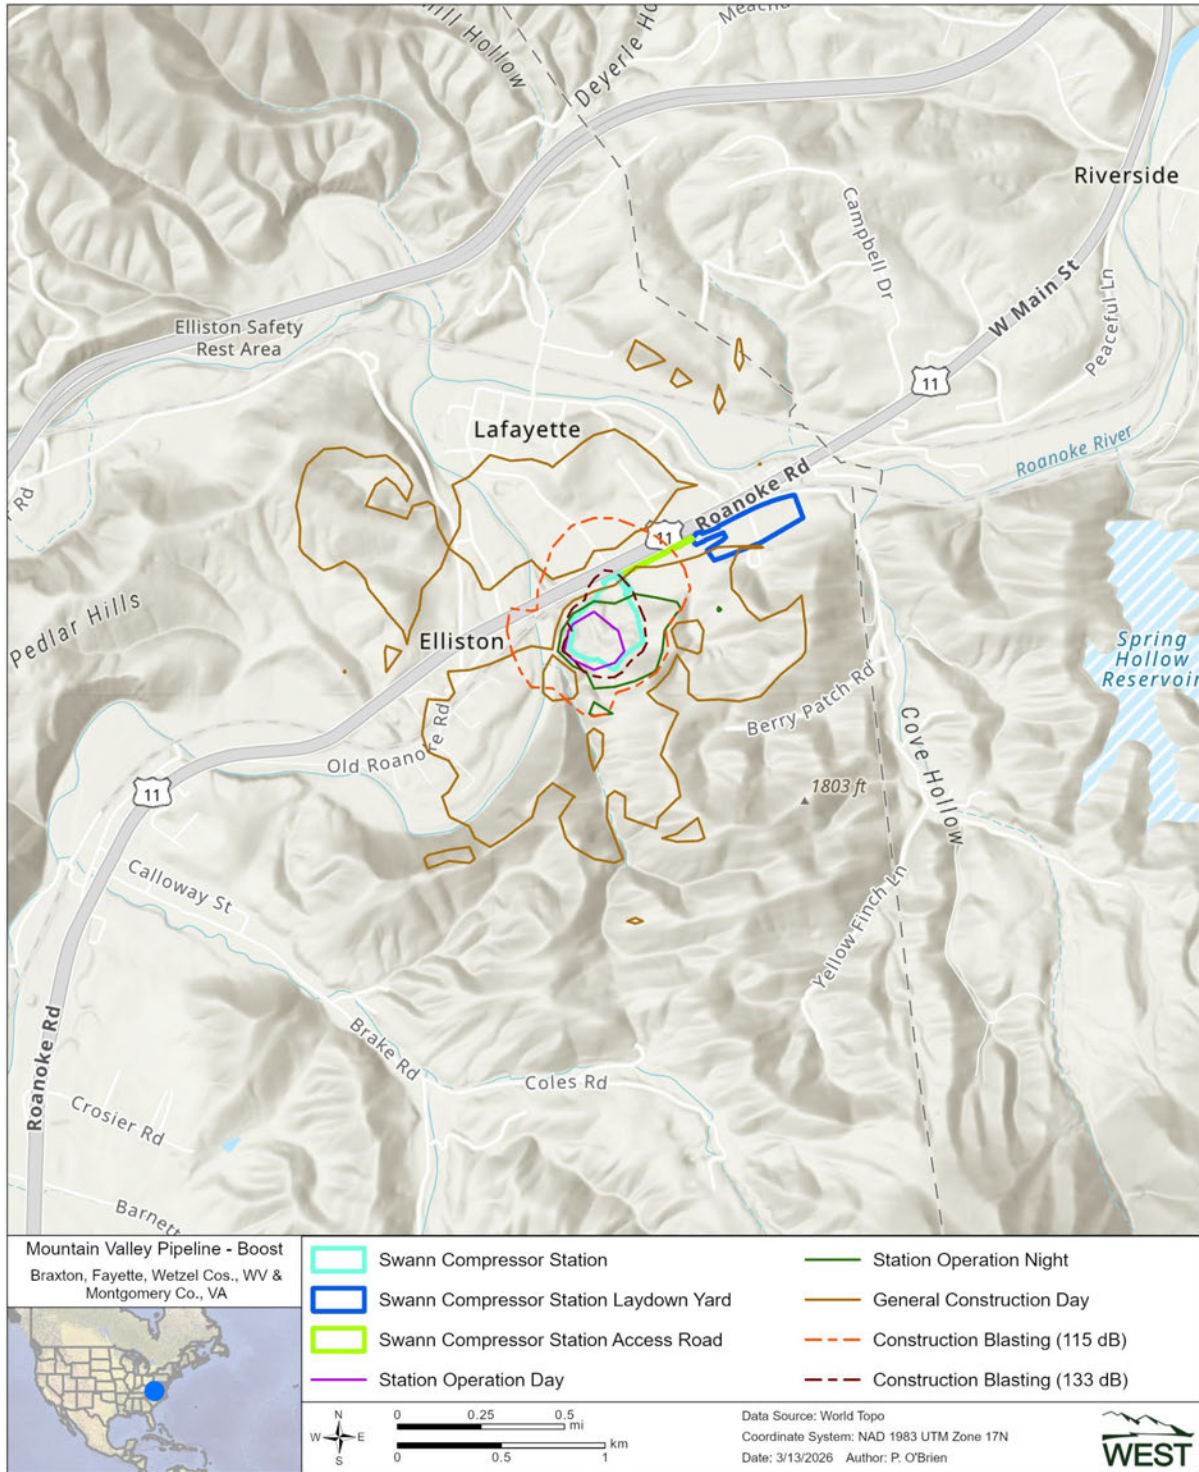 Meacha
hill Hollow
Deyerle Ho
Riverside
Campbell Dr
W Main St
Peaceful Ln
Elliston Safety
Rest Area
11
Lafayette
Roanoke River
Rd
Roanoke Rd
11
Pedlar Hills
Elliston
Spring
Hollow
Reservoir
Berry Patch Rd
Old Roanoke Rd
Cove Hollow
11
1803 ft
Calloway St
Yellow Finch Ln
Roanoke Rd
Brake Rd
Coles Rd
Crosier Rd
Barnett
Mountain Valley Pipeline - Boost
Braxton, Fayette, Wetzel Cos., WV &
Montgomery Co., VA
Swann Compressor Station
Swann Compressor Station Laydown Yard
Swann Compressor Station Access Road
Station Operation Day
Station Operation Night
General Construction Day
Construction Blasting (115 dB)
Construction Blasting (133 dB)
N
W E
S
0 0.25 0.5
mi
km
0 0.5 1
Data Source: World Topo
Coordinate System: NAD 1983 UTM Zone 17N
Date: 3/13/2026 Author: P. O'Brien
WEST